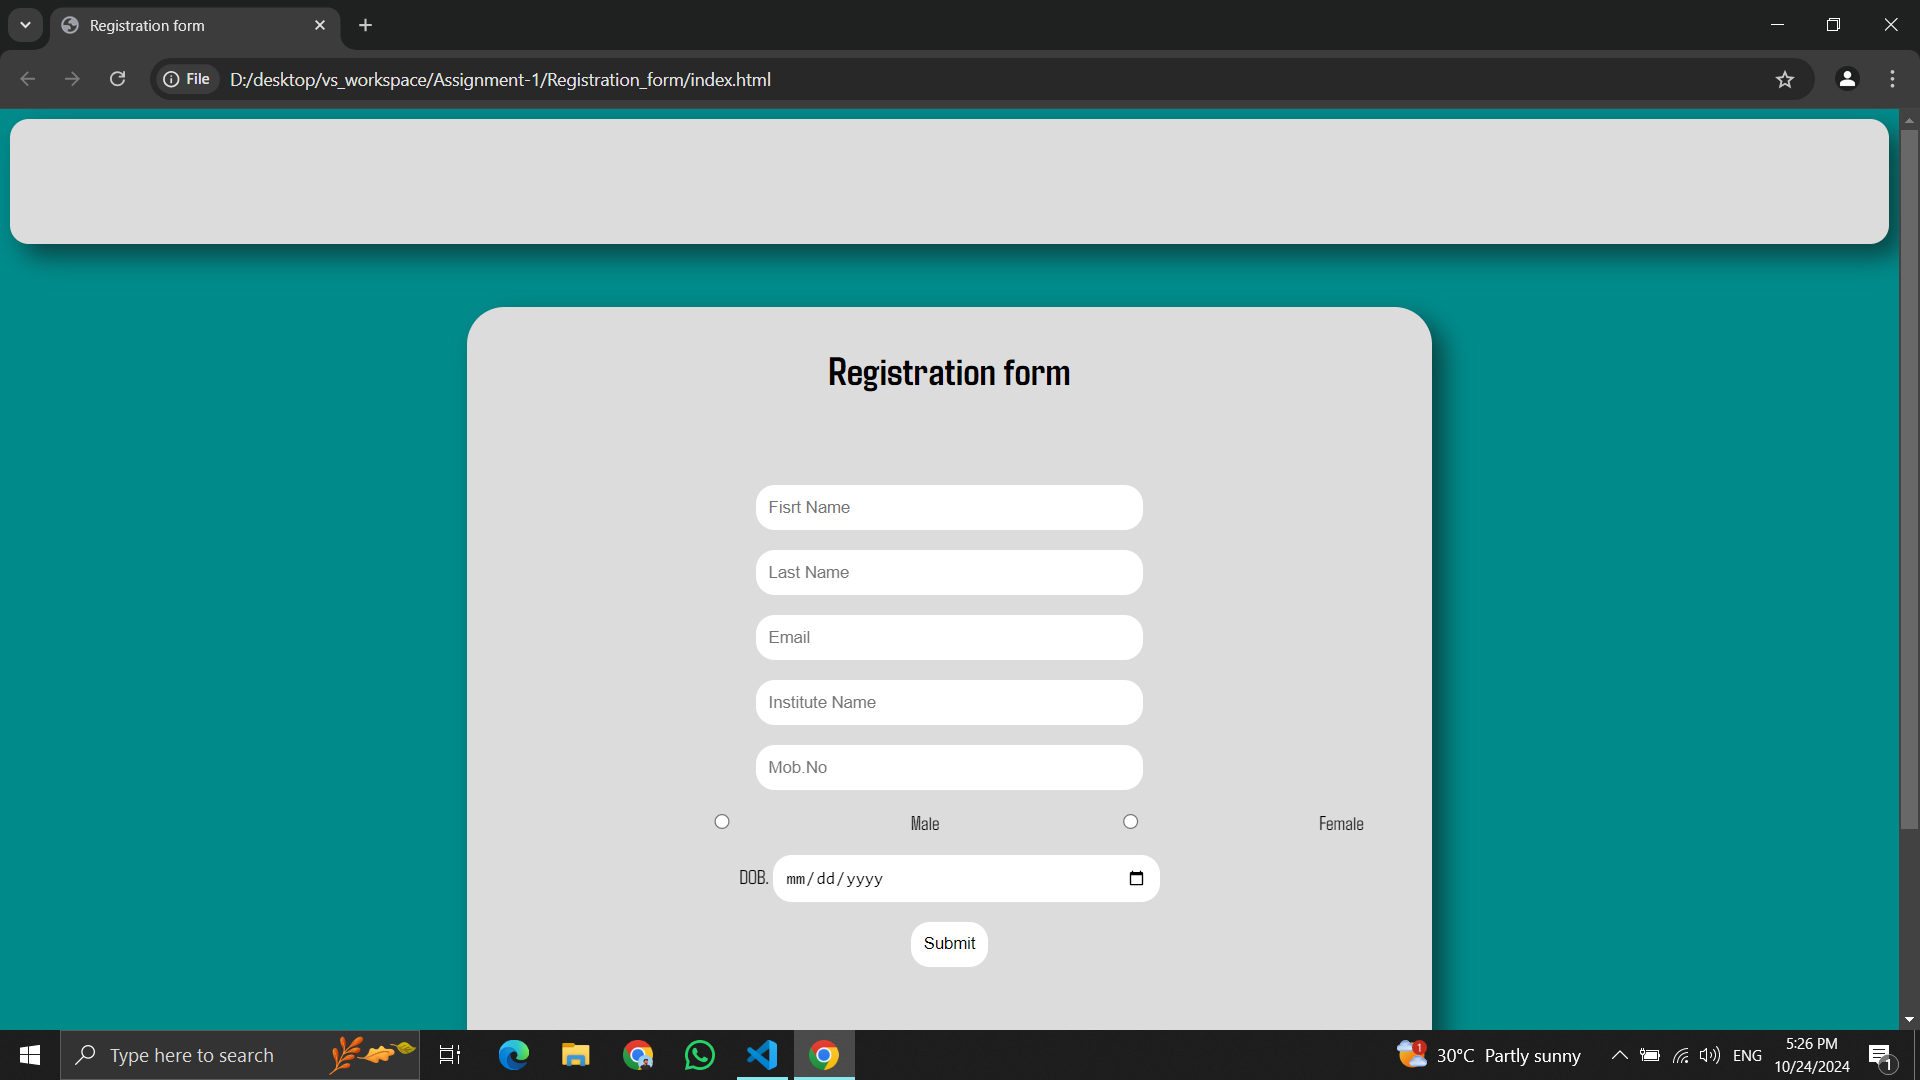 Registration form
File D:/desktop/vs_workspace/Assignment-1/Registration_form/index.html
Registration form
Fisrt Name
Last Name
Email
Institute Name
Mob.No
Male Female
DOB. mm/dd/yyyy
Submit
Type here to search
1 30°C Partly sunny
ENG
5:26 PM
10/24/2024
1